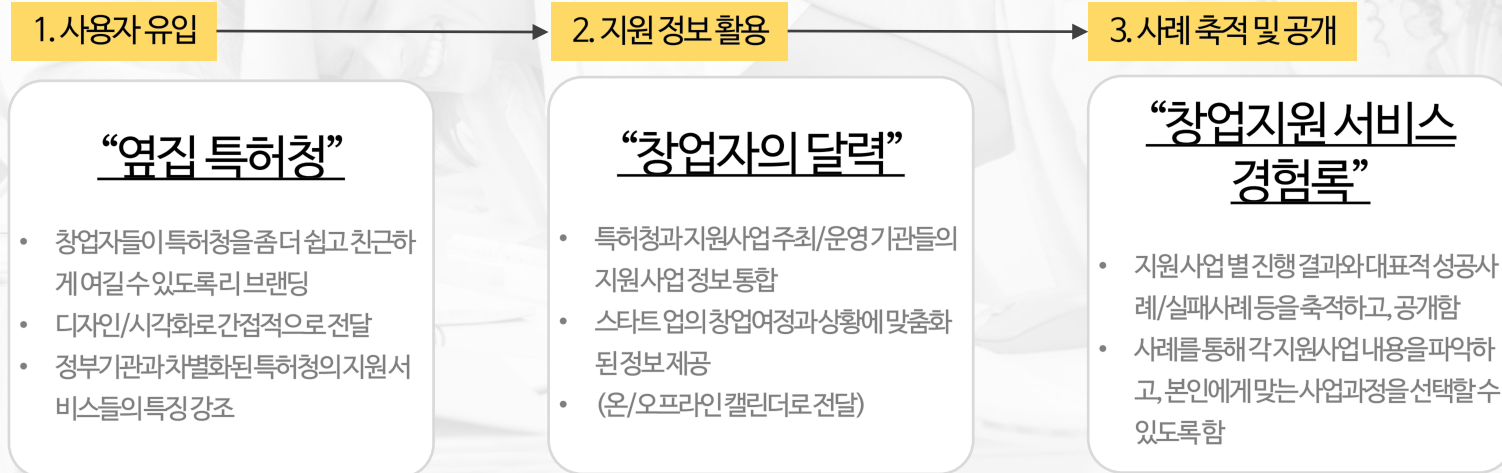 1. 사용자 유입
2. 지원 정보 활용
3. 사례 축적 및 공개
“옆집 특허청”
• 창업자들이 특허청을 좀 더 쉽고 친근하
게 여길 수 있도록 리 브랜딩
• 디자인/시각화로 간접적으로 전달
• 정부기관과 차별화된 특허청의 지원 서
비스들의 특징 강조
“창업자의 달력”
• 특허청과 지원사업 주최/운영 기관들의
지원 사업 정보 통합
• 스타트 업의 창업여정과 상황에 맞춤화
된 정보 제공
• (온/오프라인 캘린더로 전달)
“창업지원 서비스
경험록”
• 지원 사업 별 진행 결과와 대표적 성공사
례/실패사례 등을 축적하고, 공개함
• 사례를 통해 각 지원사업 내용을 파악하
고, 본인에게 맞는 사업과정을 선택할 수
있도록 함